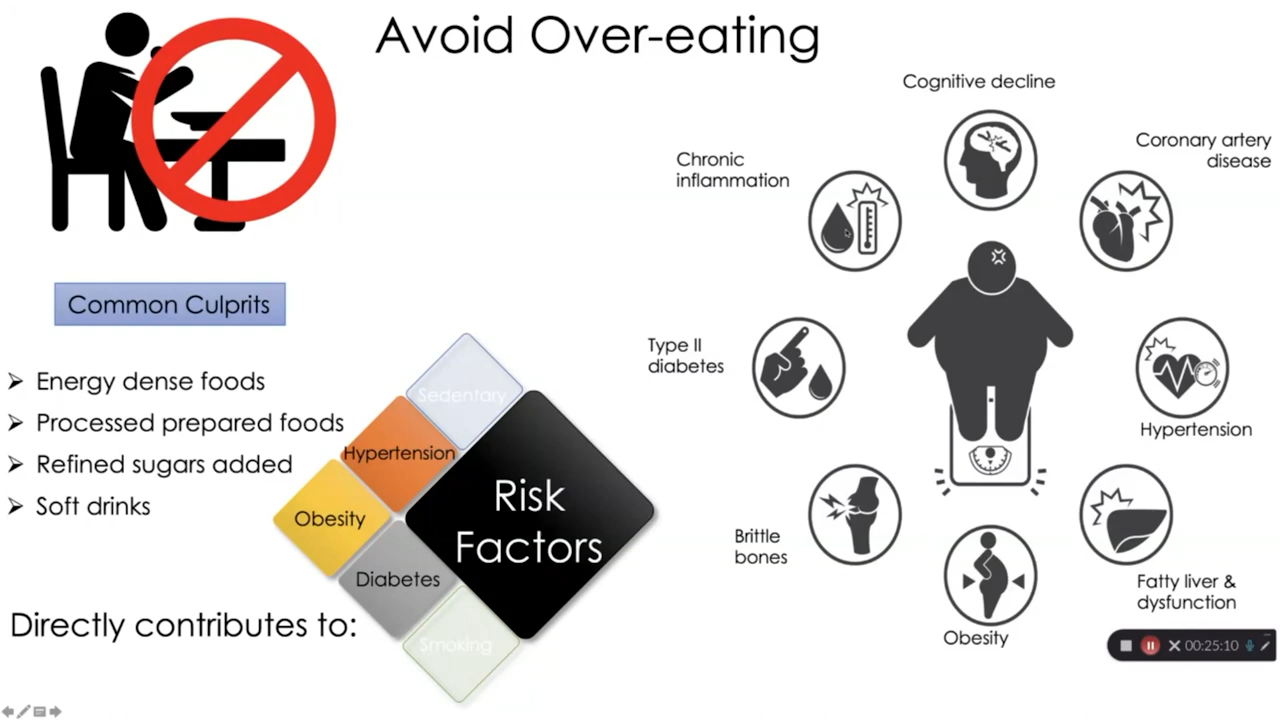 Avoid Over-eating
Common Culprits
Energy dense foods
Processed prepared foods
Refined sugars added
Soft drinks
Directly contributes to:
Sedentary
Hypertension
Obesity
Diabetes
Smoking
Risk
Factors
Cognitive decline
Chronic
inflammation
Coronary artery
disease
Type II
diabetes
Hypertension
Brittle
bones
Obesity
Fatty liver &
dysfunction
00:25:10